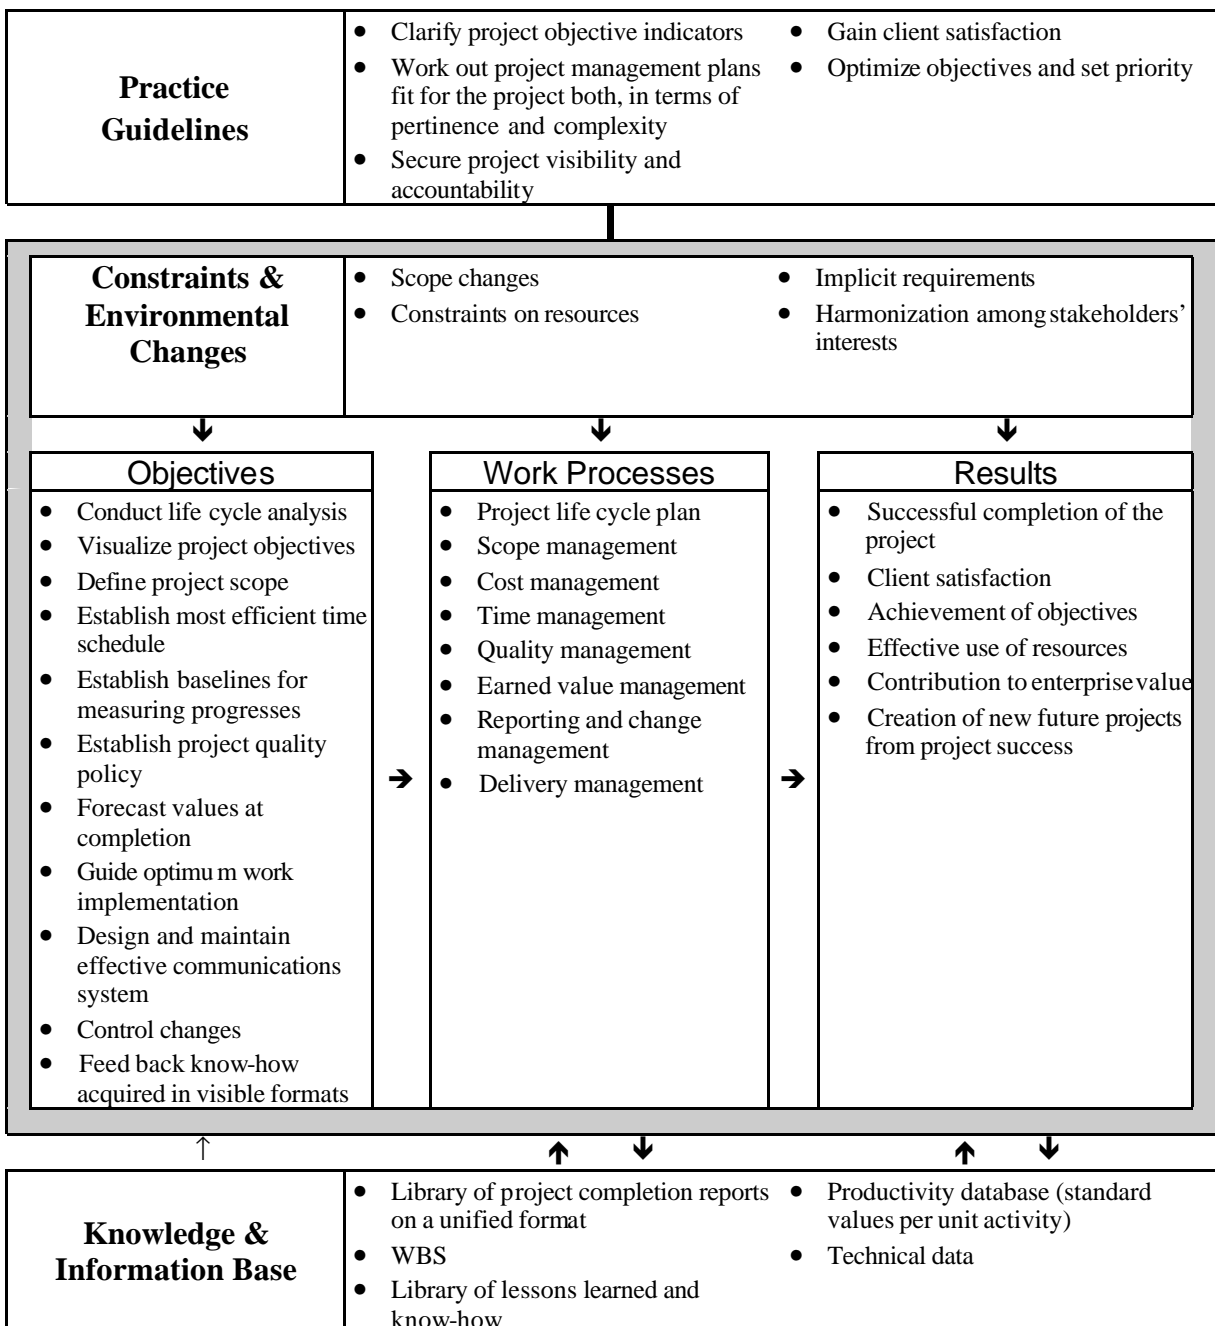 Practice
Guidelines
• Clarify project objective indicators
• Work out project management plans
fit for the project both, in terms of
pertinence and complexity
• Secure project visibility and
accountability
• Gain client satisfaction
• Optimize objectives and set priority
Constraints &
Environmental
Changes
• Scope changes
• Constraints on resources
• Implicit requirements
• Harmonization among stakeholders’
interests
Objectives
• Conduct life cycle analysis
• Visualize project objectives
• Define project scope
• Establish most efficient time
schedule
• Establish baselines for
measuring progresses
• Establish project quality
policy
• Forecast values at
completion
• Guide optimu m work
implementation
• Design and maintain
effective communications
system
• Control changes
• Feed back know-how
acquired in visible formats
Work Processes
• Project life cycle plan
• Scope management
• Cost management
• Time management
• Quality management
• Earned value management
• Reporting and change
management
• Delivery management
Results
• Successful completion of the
project
• Client satisfaction
• Achievement of objectives
• Effective use of resources
• Contribution to enterprise value
• Creation of new future projects
from project success
Knowledge &
Information Base
• Library of project completion reports
on a unified format
• WBS
• Library of lessons learned and
know-how
• Productivity database (standard
values per unit activity)
• Technical data